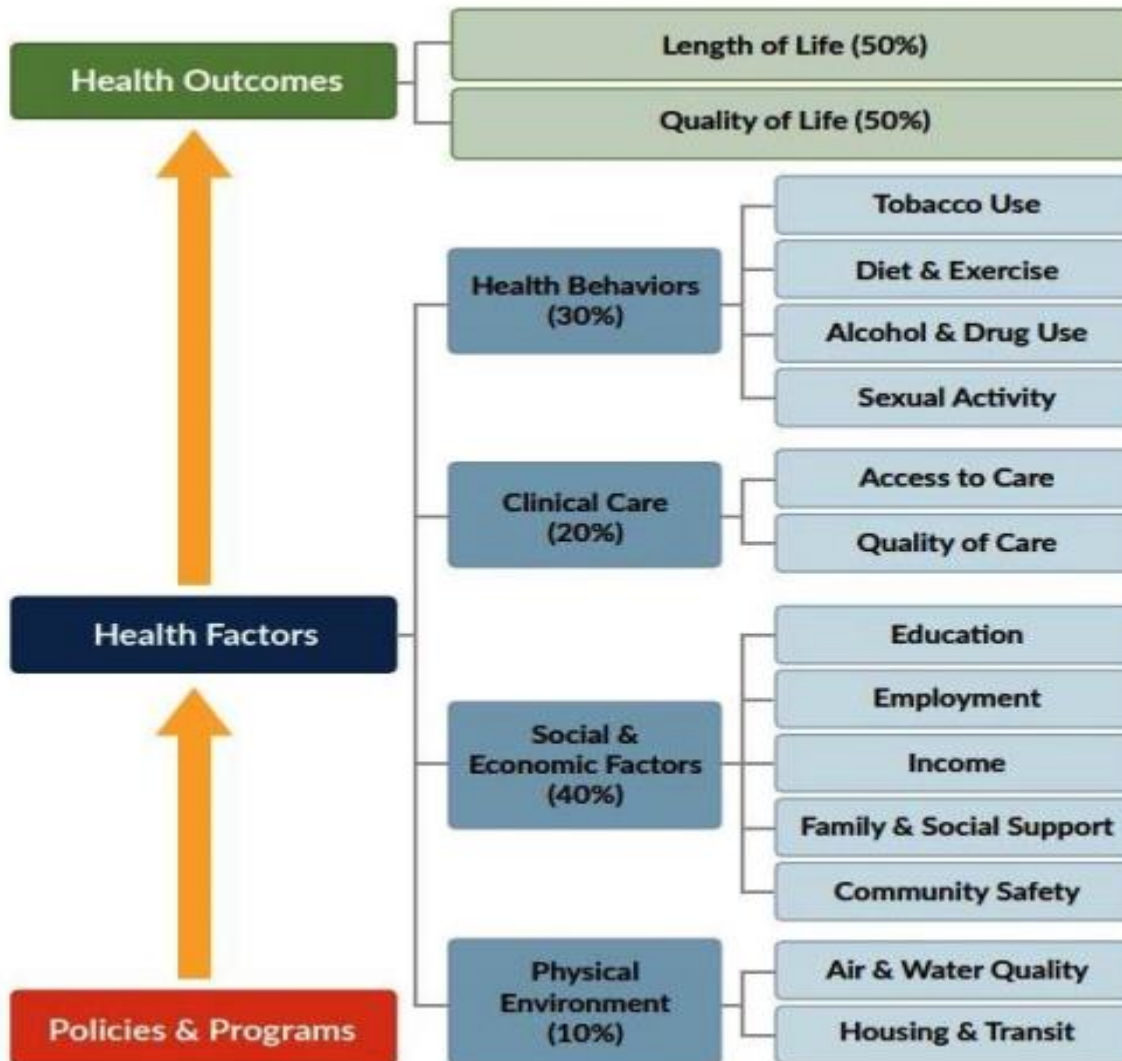 Health Outcomes
Length of Life (50%)
Quality of Life (50%)
Health Factors
Health Behaviors
(30%)
Tobacco Use
Diet & Exercise
Alcohol & Drug Use
Sexual Activity
Clinical Care
(20%)
Access to Care
Quality of Care
Social &
Economic Factors
(40%)
Education
Employment
Income
Family & Social Support
Community Safety
Physical
Environment
(10%)
Air & Water Quality
Housing & Transit
Policies & Programs